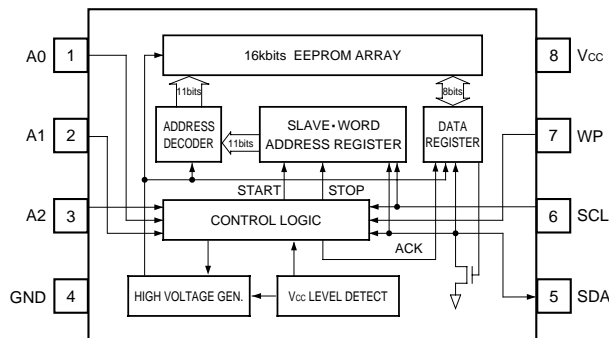 A0 1
16kbits EEPROM ARRAY
8 VCC
11bits
8bits
A1 2
ADDRESS
DECODER
11bits
SLAVE・WORD
ADDRESS REGISTER
DATA
REGISTER
7 WP
START
STOP
A2 3
CONTROL LOGIC
6 SCL
ACK
GND 4
HIGH VOLTAGE GEN.
VCC LEVEL DETECT
5 SDA